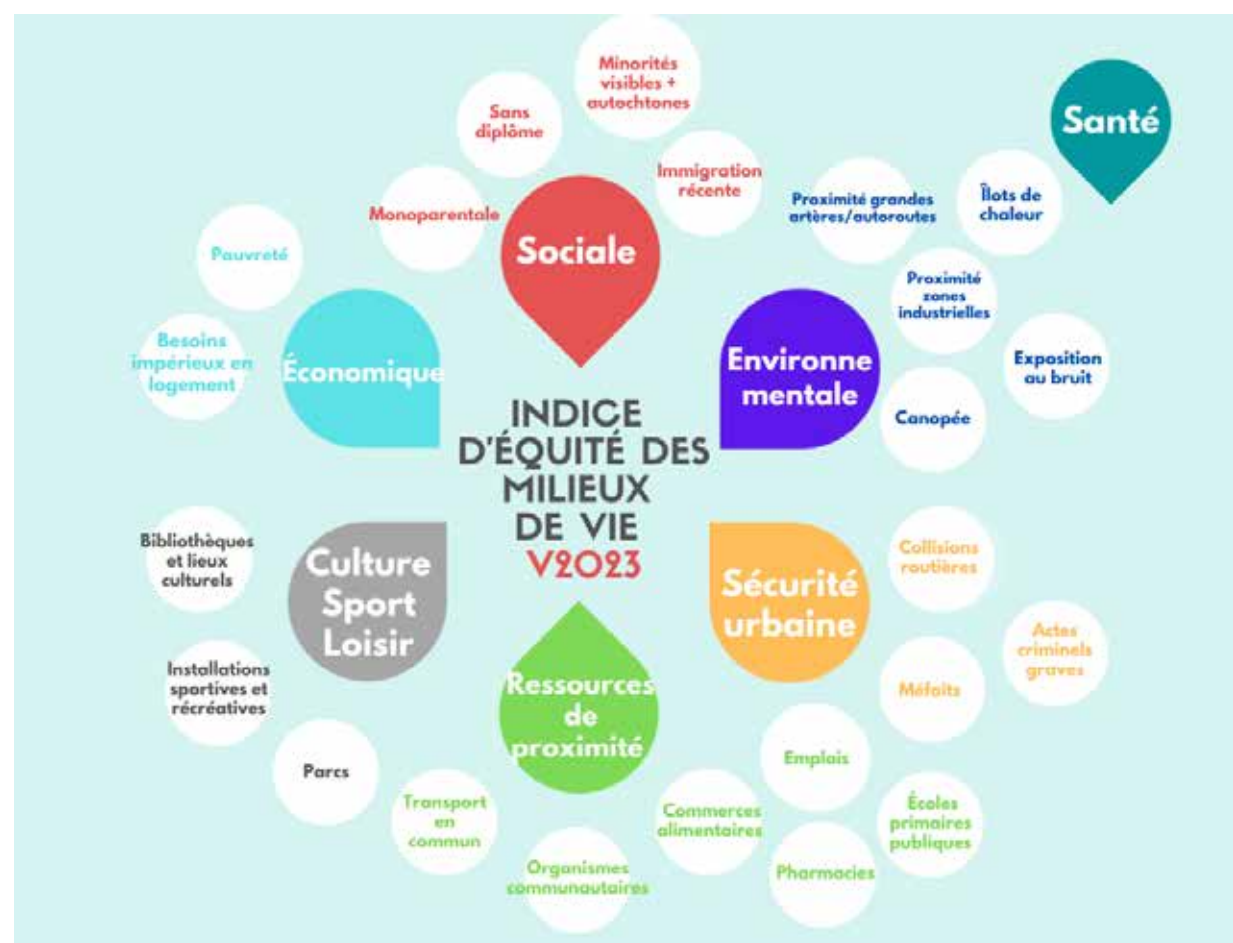 Minorités
visibles +
autochtones
Sans
diplôme
Santé
Immigration
récente
Monoparentale
Proximité grandes
artères/autoroutes
Îlots de
chaleur
Sociale
Pauvreté
Proximité
zones
industrielles
Besoins
impérieux en
logement
Économique
Environne
mentale
Exposition
au bruit
Canopée
INDICE
D'ÉQUITÉ DES
MILIEUX
DE VIE
V2023
Bibliothèques
et lieux
culturels
Culture
Sport
Loisir
Sécurité
urbaine
Collisions
routières
Actes
criminels
graves
Installations
sportives et
récréatives
Ressources
de
proximité
Méfaits
Parcs
Emplois
Transport
en
commun
Commerces
alimentaires
Écoles
primaires
publiques
Organismes
communautaires
Pharmacies